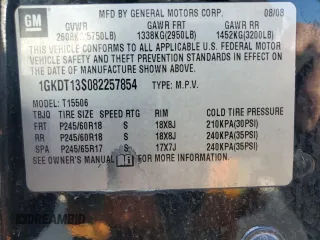 GM
MFD BY GENERAL MOTORS CORP. 08/08
GVWR GAWR FRT GAWR RR
2608KG(5750LB) 1338KG(2950LB) 1452KG(3200LB)
THIS VEHICLE CONFORMS TO ALL APPLICABLE U.S. FEDERAL MOTOR
VEHICLE SAFETY AND THEFT PREVENTION STANDARDS IN EFFECT ON
THE DATE OF MANUFACTURE SHOWN ABOVE.
1GKDT13S082257854 TYPE: M.P.V.
MODEL: T15506
TIRE SIZE SPEED RTG RIM COLD TIRE PRESSURE
FRT P245/60R18 S 18X8J 210KPA(30PSI)
RR P245/60R18 S 18X8J 240KPA(35PSI)
SPA P245/65R17 S 17X7J 240KPA(35PSI)
SEE OWNER'S MANUAL FOR MORE INFORMATION.